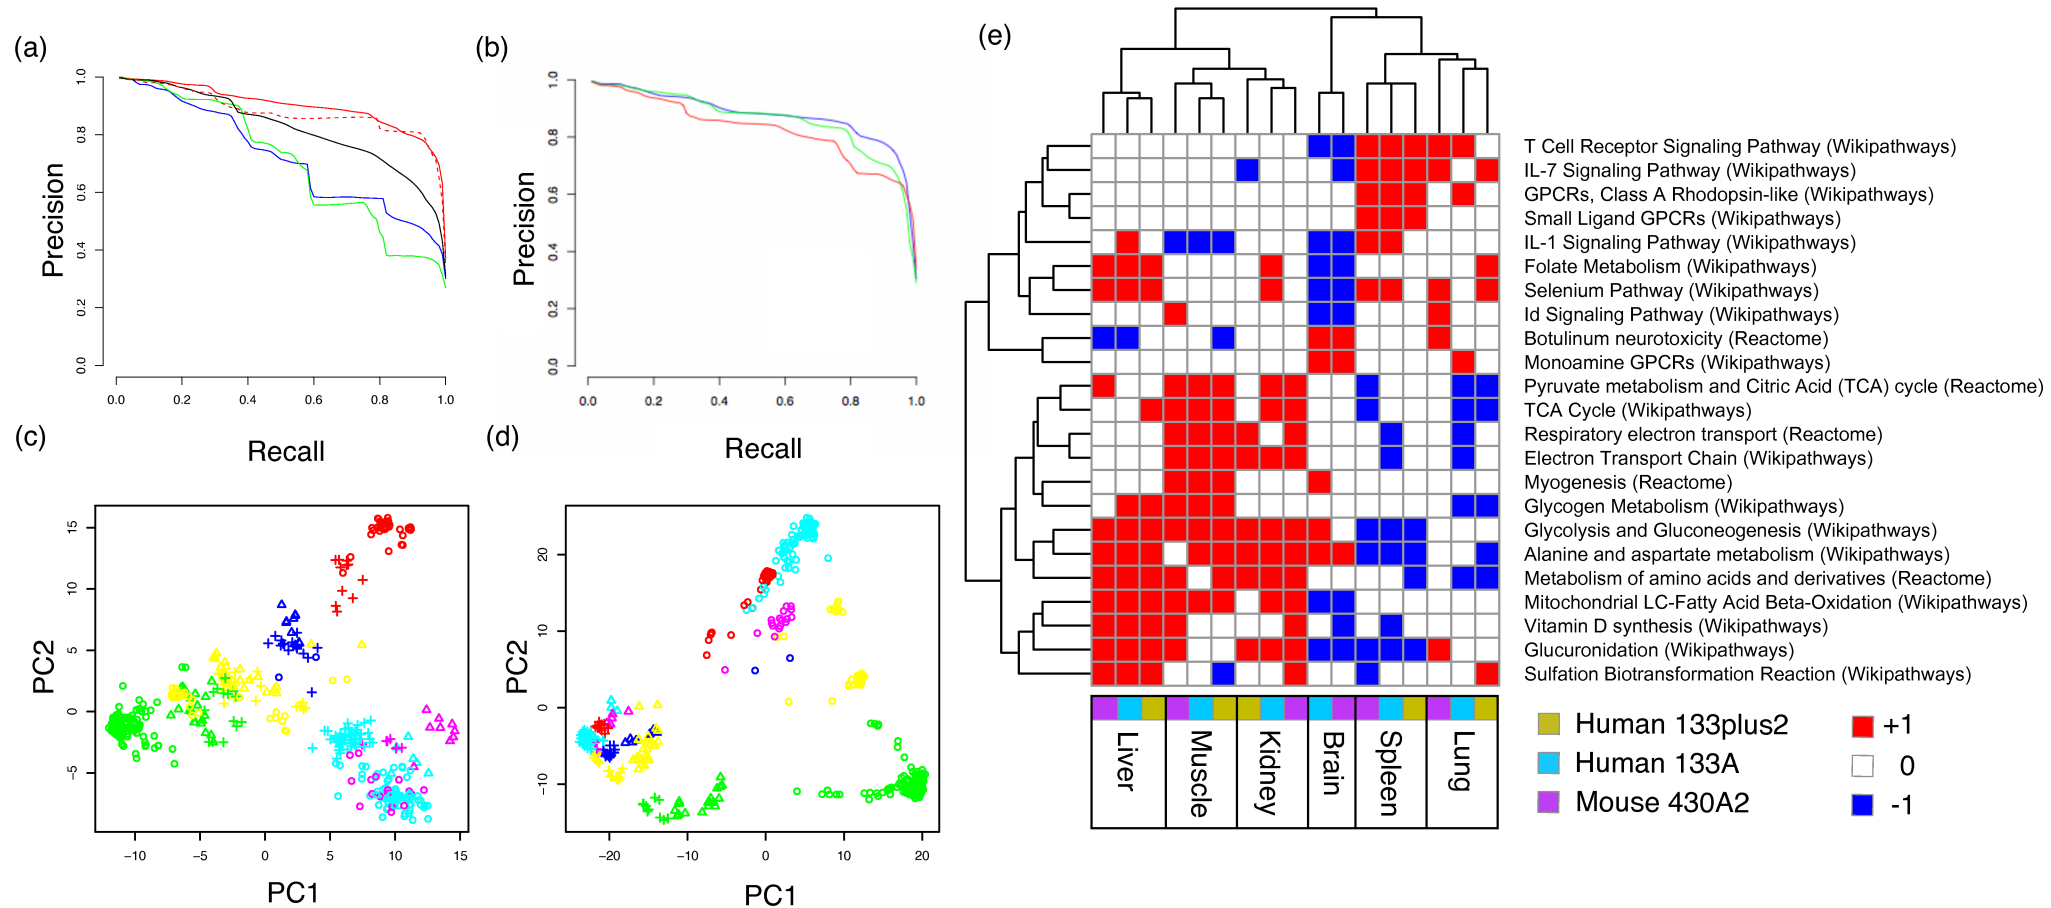 (a)
1.0
0.8
0.6
0.4
0.2
0.0
Precision
0.0 0.2 0.4 0.6 0.8 1.0
Recall
(b)
1.0
0.8
0.6
0.4
0.2
0.0
Precision
0.0 0.2 0.4 0.6 0.8 1.0
Recall
(c)
15
10
5
0
−5
PC2
−10 −5 0 5 10 15
PC1
(d)
20
10
0
−10
PC2
−20 −10 0 10 20
PC1
(e)
T Cell Receptor Signaling Pathway (Wikipathways)
IL-7 Signaling Pathway (Wikipathways)
GPCRs, Class A Rhodopsin-like (Wikipathways)
Small Ligand GPCRs (Wikipathways)
IL-1 Signaling Pathway (Wikipathways)
Folate Metabolism (Wikipathways)
Selenium Pathway (Wikipathways)
Id Signaling Pathway (Wikipathways)
Botulinum neurotoxicity (Reactome)
Monoamine GPCRs (Wikipathways)
Pyruvate metabolism and Citric Acid (TCA) cycle (Reactome)
TCA Cycle (Wikipathways)
Respiratory electron transport (Reactome)
Electron Transport Chain (Wikipathways)
Myogenesis (Reactome)
Glycogen Metabolism (Wikipathways)
Glycolysis and Gluconeogenesis (Wikipathways)
Alanine and aspartate metabolism (Wikipathways)
Metabolism of amino acids and derivatives (Reactome)
Mitochondrial LC-Fatty Acid Beta-Oxidation (Wikipathways)
Vitamin D synthesis (Wikipathways)
Glucuronidation (Wikipathways)
Sulfation Biotransformation Reaction (Wikipathways)
Liver
Muscle
Kidney
Brain
Spleen
Lung
Human 133plus2
Human 133A
Mouse 430A2
+1
0
-1